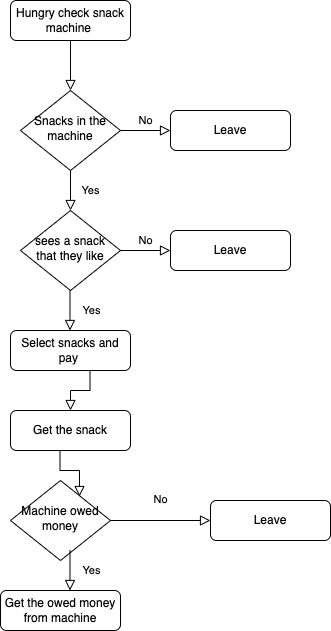 Hungry check snack
machine
Snacks in the
machine
No
Leave
Yes
sees a snack
that they like
No
Leave
Yes
Select snacks and
pay
Get the snack
Machine owed
money
No
Leave
Yes
Get the owed money
from machine